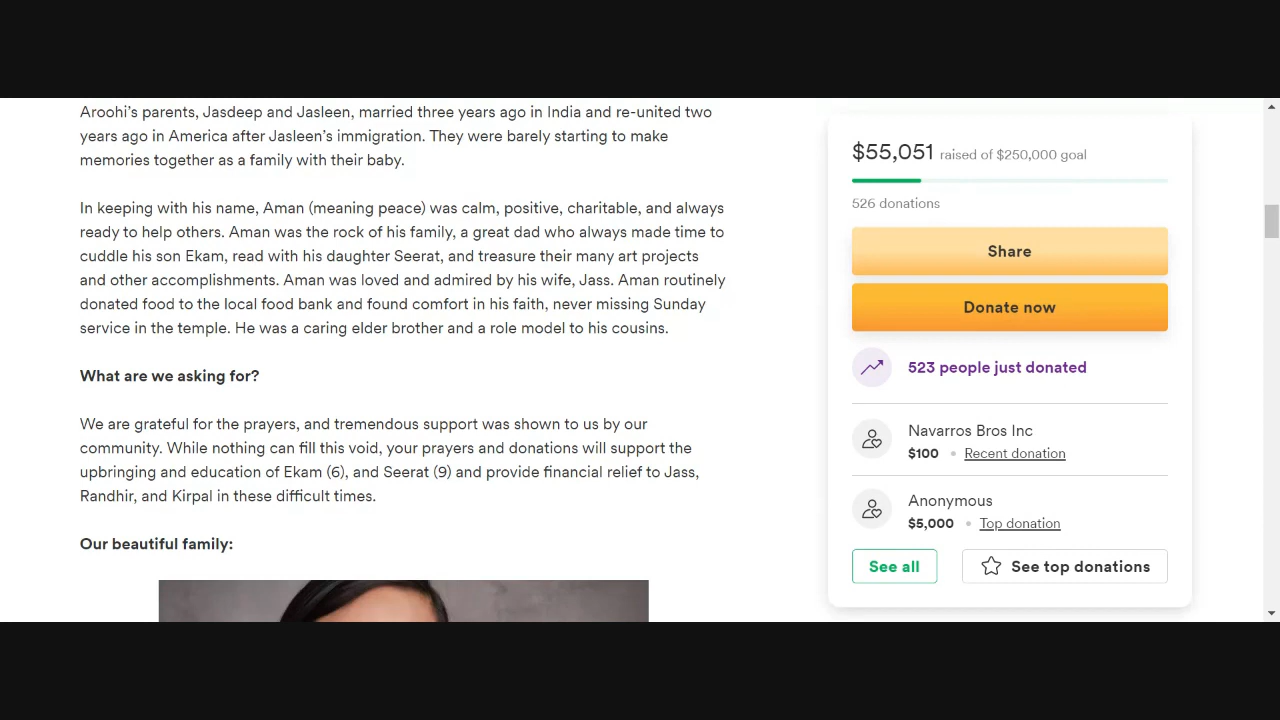 Aroohi’s parents, Jasdeep and Jasleen, married three years ago in India and re-united two
years ago in America after Jasleen’s immigration. They were barely starting to make
memories together as a family with their baby.
In keeping with his name, Aman (meaning peace) was calm, positive, charitable, and always
ready to help others. Aman was the rock of his family, a great dad who always made time to
cuddle his son Ekam, read with his daughter Seerat, and treasure their many art projects
and other accomplishments. Aman was loved and admired by his wife, Jass. Aman routinely
donated food to the local food bank and found comfort in his faith, never missing Sunday
service in the temple. He was a caring elder brother and a role model to his cousins.
What are we asking for?
We are grateful for the prayers, and tremendous support was shown to us by our
community. While nothing can fill this void, your prayers and donations will support the
upbringing and education of Ekam (6), and Seerat (9) and provide financial relief to Jass,
Randhir, and Kirpal in these difficult times.
Our beautiful family:
$55,051 raised of $250,000 goal
526 donations
Share
Donate now
523 people just donated
Navarros Bros Inc
$100 • Recent donation
Anonymous
$5,000 • Top donation
See all
See top donations